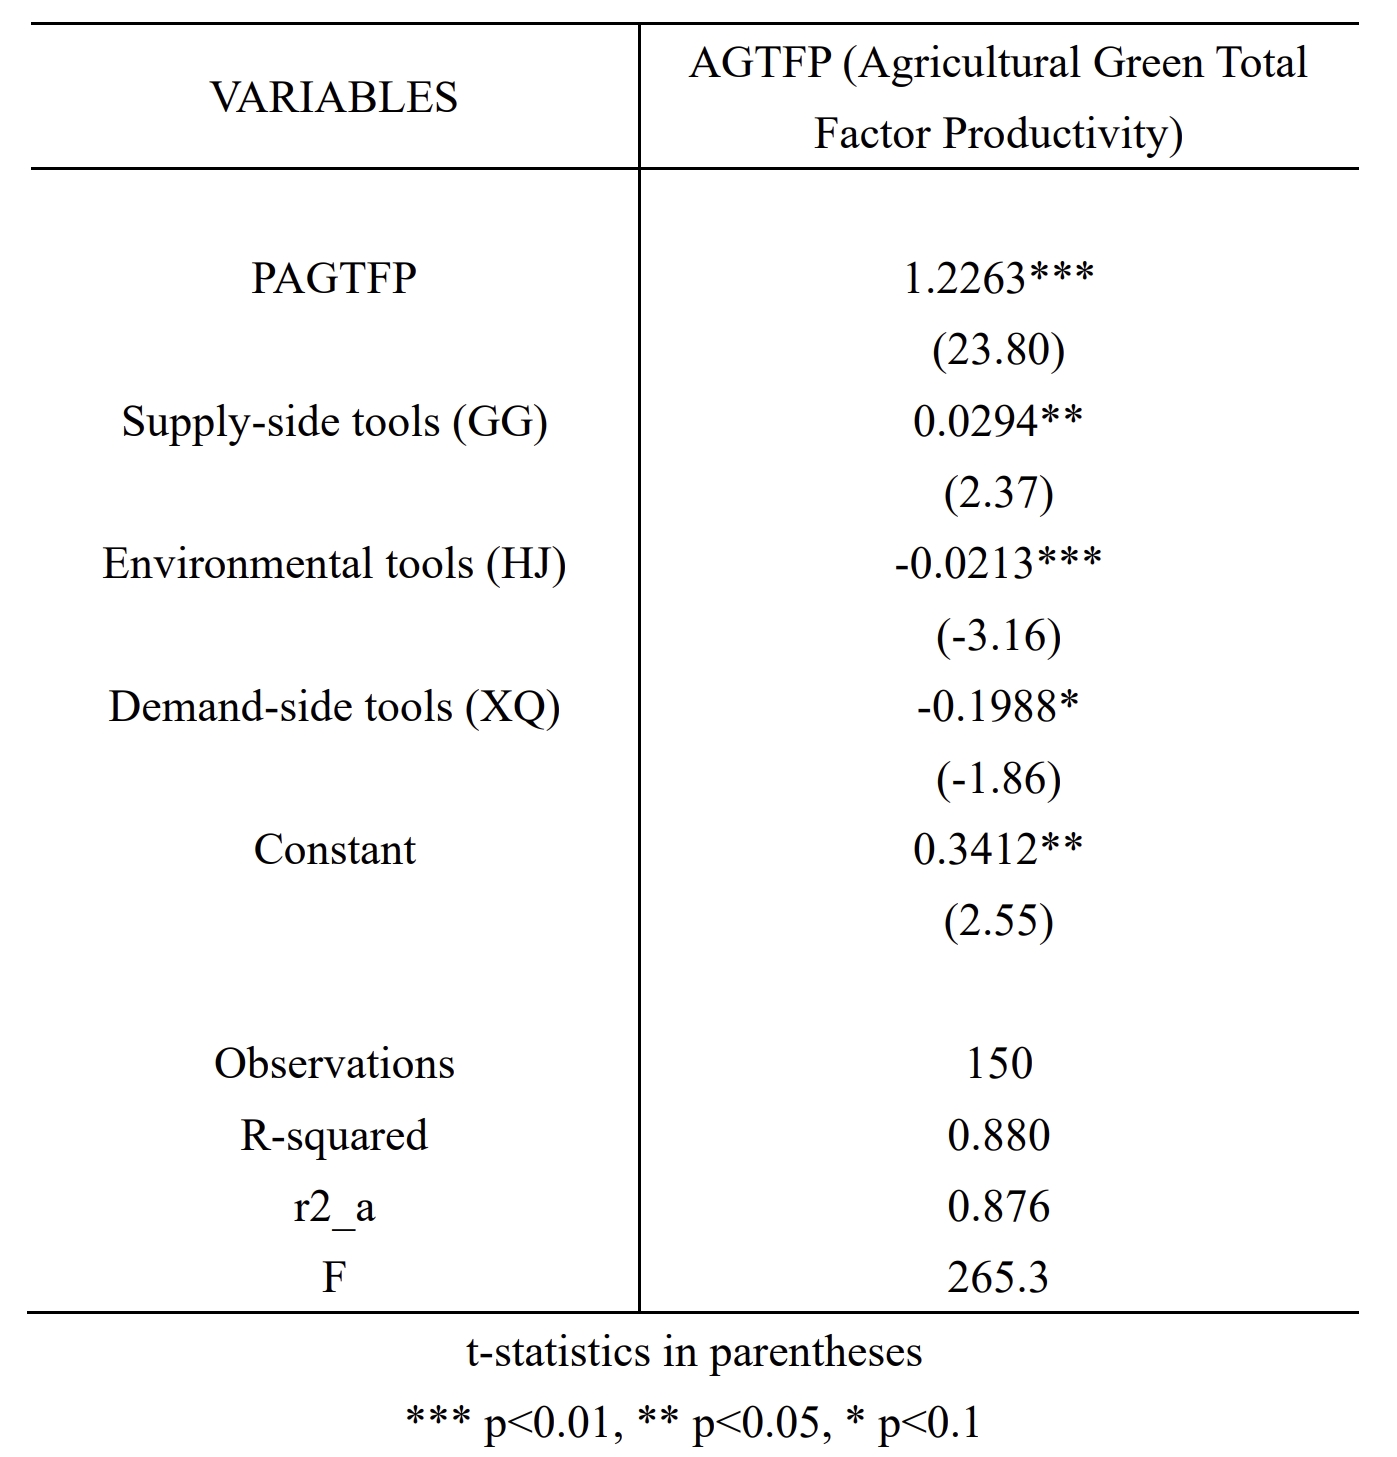 VARIABLES
AGTFP (Agricultural Green Total
Factor Productivity)
PAGTFP 1.2263***
(23.80)
Supply-side tools (GG) 0.0294**
(2.37)
Environmental tools (HJ) -0.0213***
(-3.16)
Demand-side tools (XQ) -0.1988*
(-1.86)
Constant 0.3412**
(2.55)
Observations 150
R-squared 0.880
r2_a 0.876
F 265.3
t-statistics in parentheses
*** p<0.01, ** p<0.05, * p<0.1